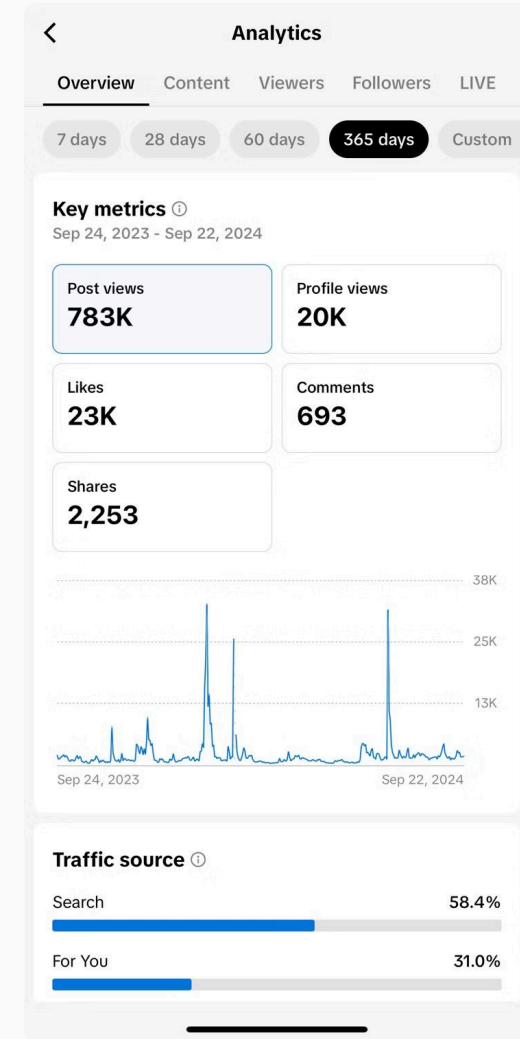 Analytics
Overview Content Viewers Followers LIVE
7 days 28 days 60 days 365 days Custom
Key metrics
Sep 24, 2023 - Sep 22, 2024
Post views
783K
Profile views
20K
Likes
23K
Comments
693
Shares
2,253
38K
25K
13K
Sep 24, 2023 Sep 22, 2024
Traffic source
Search 58.4%
For You 31.0%